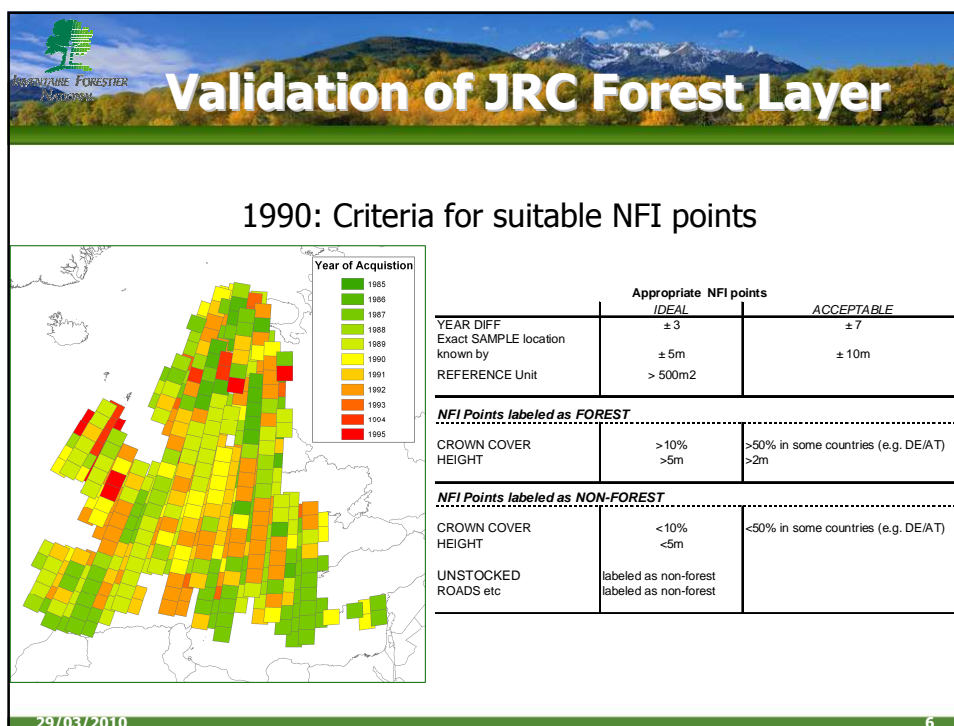 INVENTAIRE FORESTIER
NATIONAL
Validation of JRC Forest Layer
1990: Criteria for suitable NFI points
Year of Acquistion
1985
1986
1987
1988
1989
1990
1991
1992
1993
1994
1995
Appropriate NFI points
IDEAL ACCEPTABLE
YEAR DIFF ± 3 ± 7
Exact SAMPLE location
known by ± 5m ± 10m
REFERENCE Unit > 500m2
NFI Points labeled as FOREST
CROWN COVER >10% >50% in some countries (e.g. DE/AT)
HEIGHT >5m >2m
NFI Points labeled as NON-FOREST
CROWN COVER <10% <50% in some countries (e.g. DE/AT)
HEIGHT <5m
UNSTOCKED labeled as non-forest
ROADS etc labeled as non-forest
29/03/2010 6